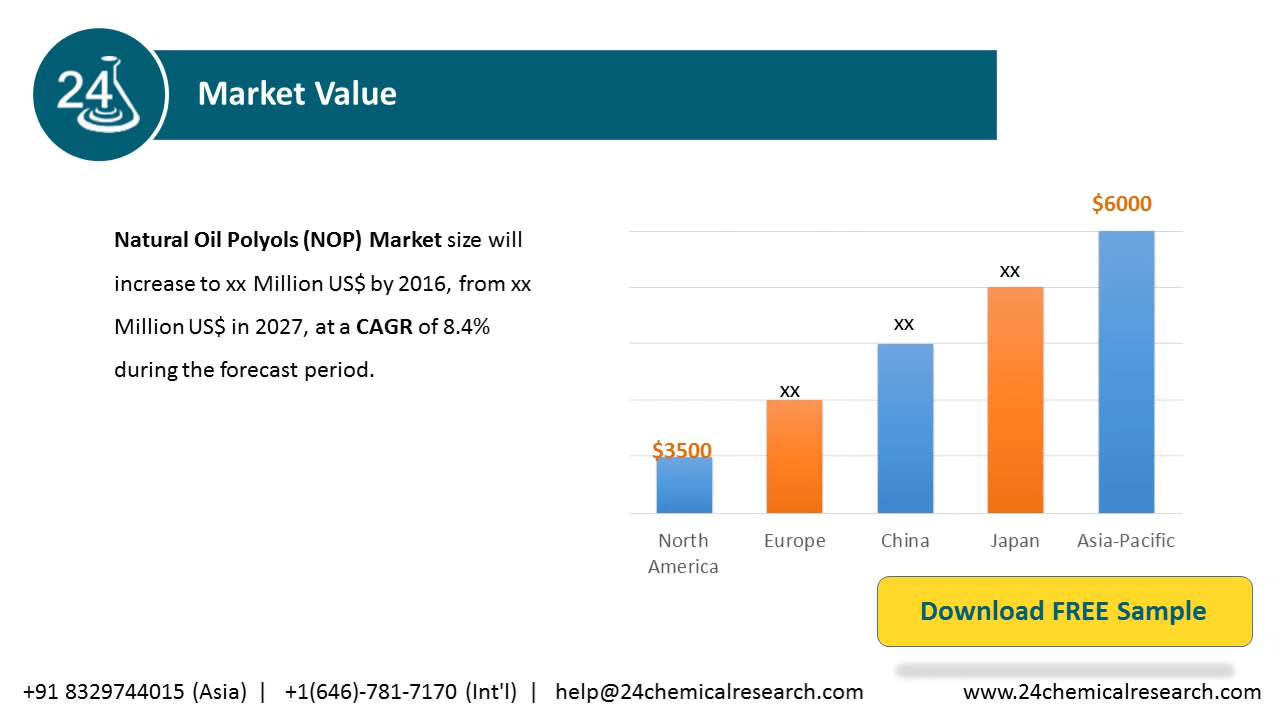 24
Market Value
Natural Oil Polyols (NOP) Market size will
increase to xx Million US$ by 2016, from xx
Million US$ in 2027, at a CAGR of 8.4%
during the forecast period.
$6000
xx
xx
xx
$3500
North America
Europe
China
Japan
Asia-Pacific
Download FREE Sample
+91 8329744015 (Asia) | +1(646)-781-7170 (Int'l) | help@24chemicalresearch.com
www.24chemicalresearch.com